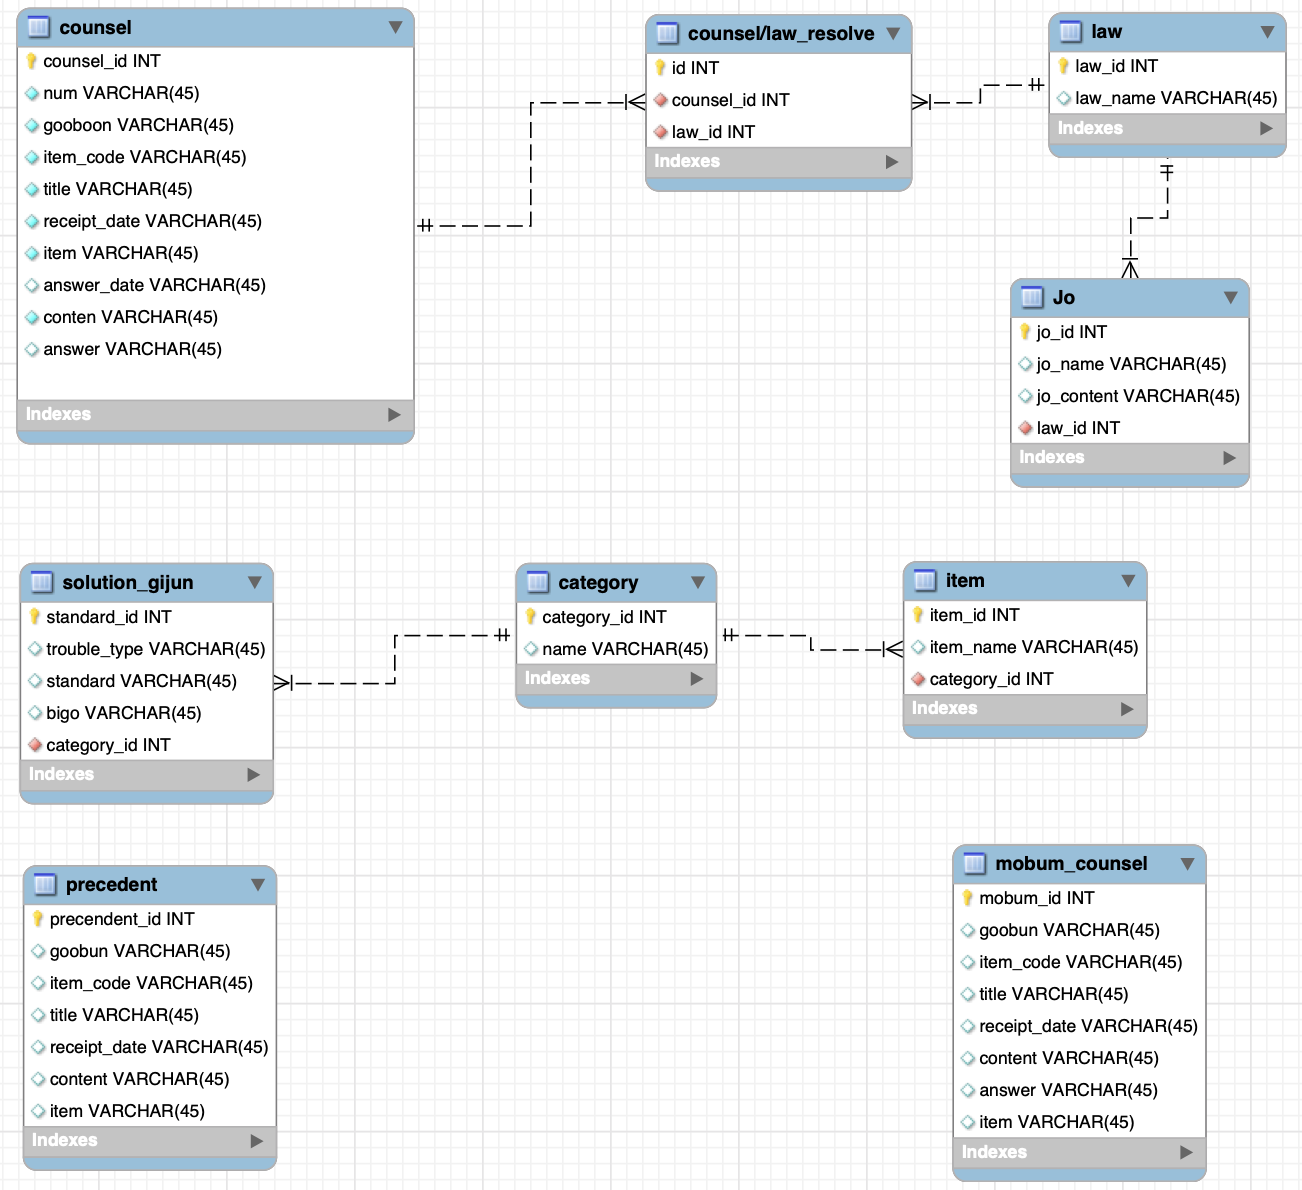 counsel
counsel_id INT
num VARCHAR(45)
gooboon VARCHAR(45)
item_code VARCHAR(45)
title VARCHAR(45)
receipt_date VARCHAR(45)
item VARCHAR(45)
answer_date VARCHAR(45)
conten VARCHAR(45)
answer VARCHAR(45)
Indexes
counsel/law_resolve
id INT
counsel_id INT
law_id INT
Indexes
law
law_id INT
law_name VARCHAR(45)
Indexes
Jo
jo_id INT
jo_name VARCHAR(45)
jo_content VARCHAR(45)
law_id INT
Indexes
solution_gijun
standard_id INT
trouble_type VARCHAR(45)
standard VARCHAR(45)
bigo VARCHAR(45)
category_id INT
Indexes
category
category_id INT
name VARCHAR(45)
Indexes
item
item_id INT
item_name VARCHAR(45)
category_id INT
Indexes
precedent
precendent_id INT
goobun VARCHAR(45)
item_code VARCHAR(45)
title VARCHAR(45)
receipt_date VARCHAR(45)
content VARCHAR(45)
item VARCHAR(45)
Indexes
mobum_counsel
mobum_id INT
goobun VARCHAR(45)
item_code VARCHAR(45)
title VARCHAR(45)
receipt_date VARCHAR(45)
content VARCHAR(45)
answer VARCHAR(45)
item VARCHAR(45)
Indexes